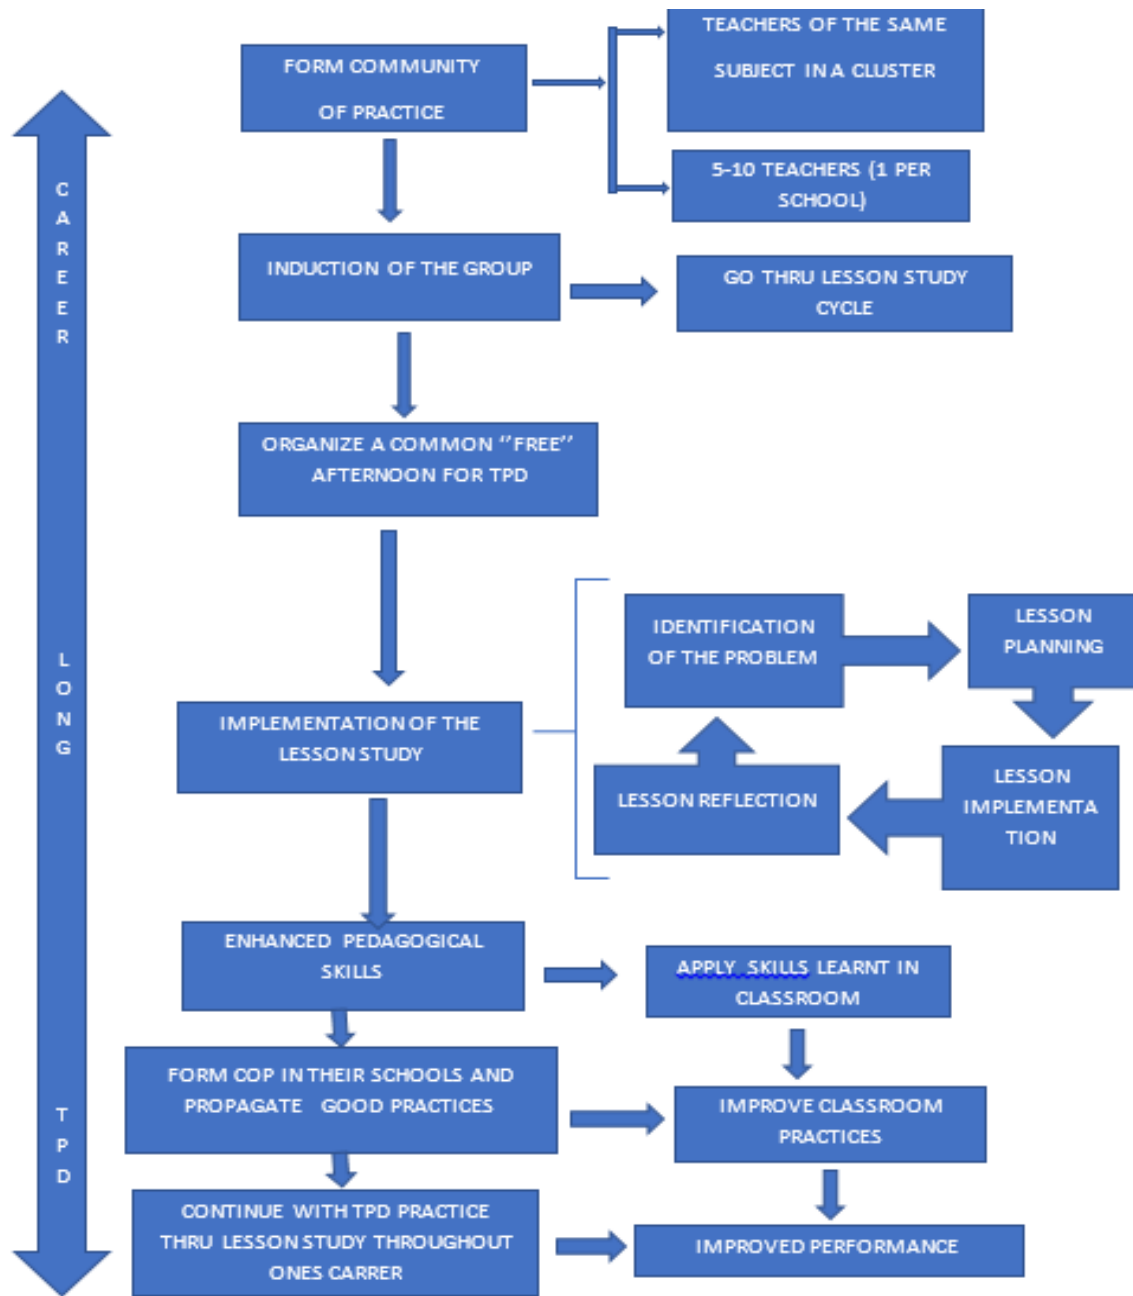 TEACHERS OF THE SAME
SUBJECT IN A CLUSTER
FORM COMMUNITY
OF PRACTICE
5-10 TEACHERS (1 PER
SCHOOL)
CAREER
INDUCTION OF THE GROUP
GO THRU LESSON STUDY
CYCLE
ORGANIZE A COMMON “FREE”
AFTERNOON FOR TPD
LONG
IDENTIFICATION
OF THE PROBLEM
LESSON
PLANNING
IMPLEMENTATION OF THE
LESSON STUDY
LESSON REFLECTION
LESSON
IMPLEMENTA
TION
ENHANCED PEDAGOGICAL
SKILLS
APPLY SKILLS LEARNT IN
CLASSROOM
TPD
FORM COP IN THEIR SCHOOLS AND
PROPAGATE GOOD PRACTICES
IMPROVE CLASSROOM
PRACTICES
CONTINUE WITH TPD PRACTICE
THRU LESSON STUDY THROUGHOUT
ONES CARRER
IMPROVED PERFORMANCE